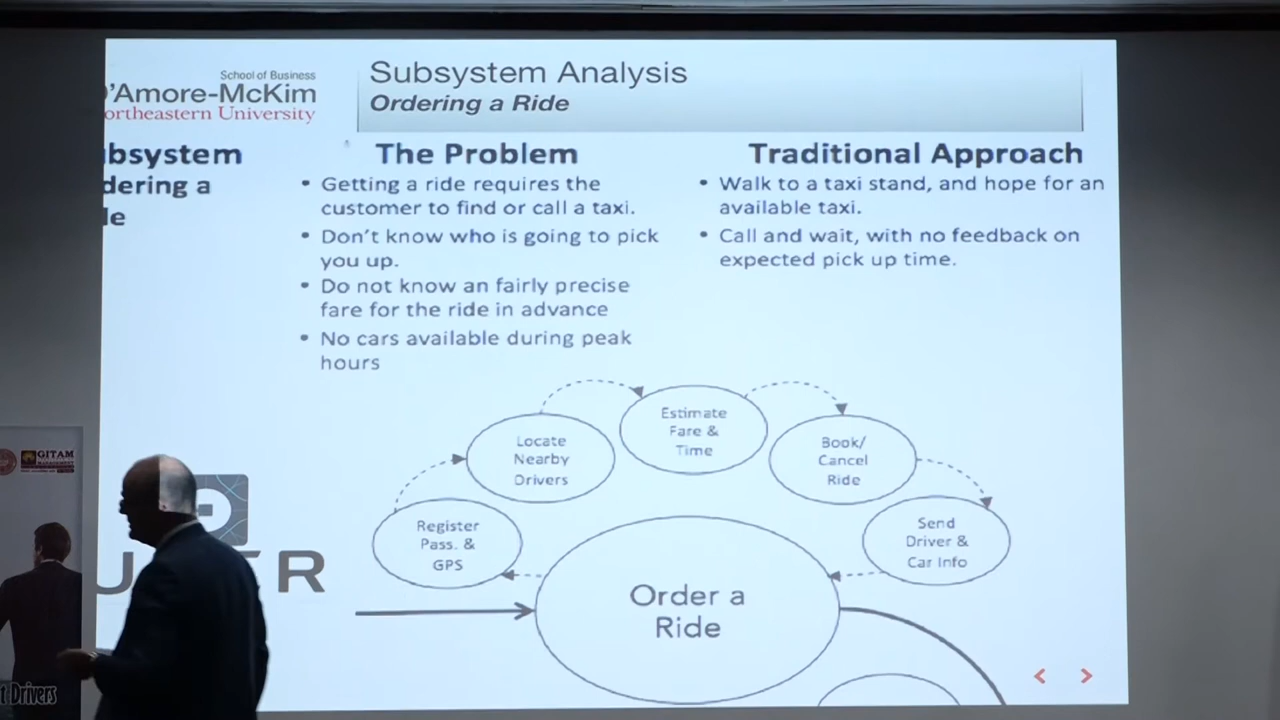 School of Business
'Amore-McKim
ortheastern University
Subsystem Analysis
Ordering a Ride
bsystem
dering a
le
The Problem
• Getting a ride requires the
customer to find or call a taxi.
• Don't know who is going to pick
you up.
• Do not know an fairly precise
fare for the ride in advance
• No cars available during peak
hours
Traditional Approach
• Walk to a taxi stand, and hope for an
available taxi.
• Call and wait, with no feedback on
expected pick up time.
Register
Pass. &
GPS
Locate
Nearby
Drivers
Estimate
Fare &
Time
Book/
Cancel
Ride
Send
Driver &
Car Info
Order a
Ride
U ER
GITAM
t Drivers
< >